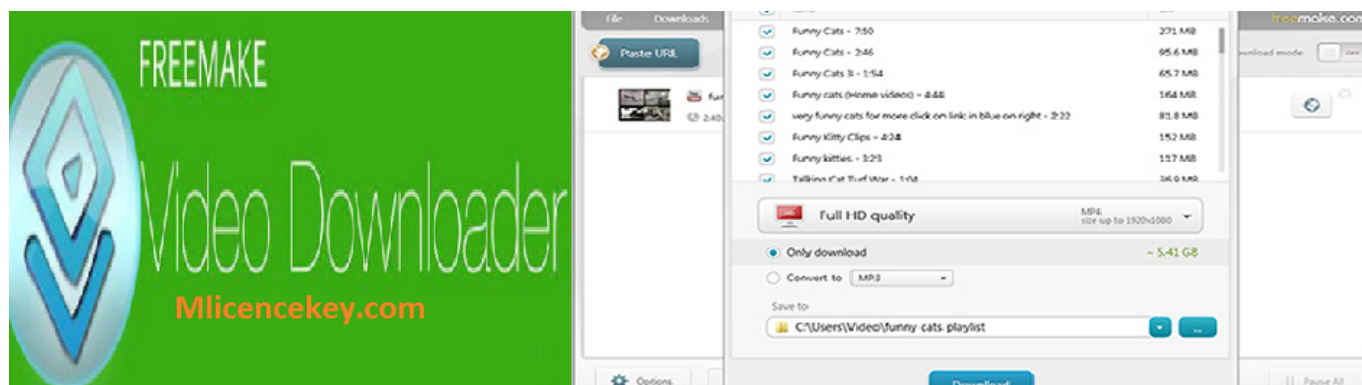 FREEMAKE
Video Downloader
Mlicencekey.com
File Downloads
freemake.com
Paste URL
Funny Cats - 7:50 271 MB
Funny Cats - 2:46 95.6 MB
Funny Cats 3 - 1:54 65.7 MB
Funny cats (Home videos) - 4:44 164 MB
very funny cats for more click on link in blue on right - 2:22 81.8 MB
Funny Kitty Clips - 4:24 152 MB
Funny kitties - 3:23 117 MB
Talking Cat Turf War - 1:04 36.9 MB
download mode:
Full HD quality
MP4
size up to 1920x1080
Only download ~ 5.41 GB
Convert to MP3
Save to
C:\Users\Video\funny cats playlist
...
Options
Download
Pause All